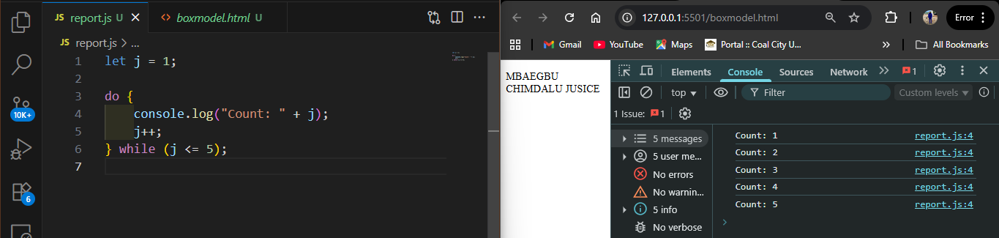 JS report.js U
<> boxmodel.html U
JS report.js > ...
1 let j = 1;
2
3 do {
4 console.log("Count: " + j);
5 j++;
6 } while (j <= 5);
7
10K+
6
127.0.0.1:5501/boxmodel.html
Error
Gmail
YouTube
Maps
Portal :: Coal City U...
»
All Bookmarks
MBAEGBU
CHIMDALU JUSICE
Elements Console Sources Network » 1
top Filter Custom levels
1 Issue: 1
5 messages
5 user me...
No errors
No warnin...
5 info
No verbose
Count: 1 report.js:4
Count: 2 report.js:4
Count: 3 report.js:4
Count: 4 report.js:4
Count: 5 report.js:4
>